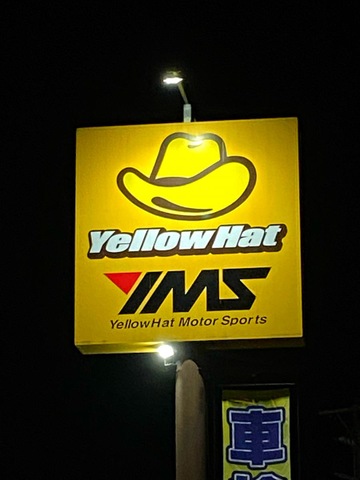 YellowHat
YMS
YellowHat Motor Sports
車